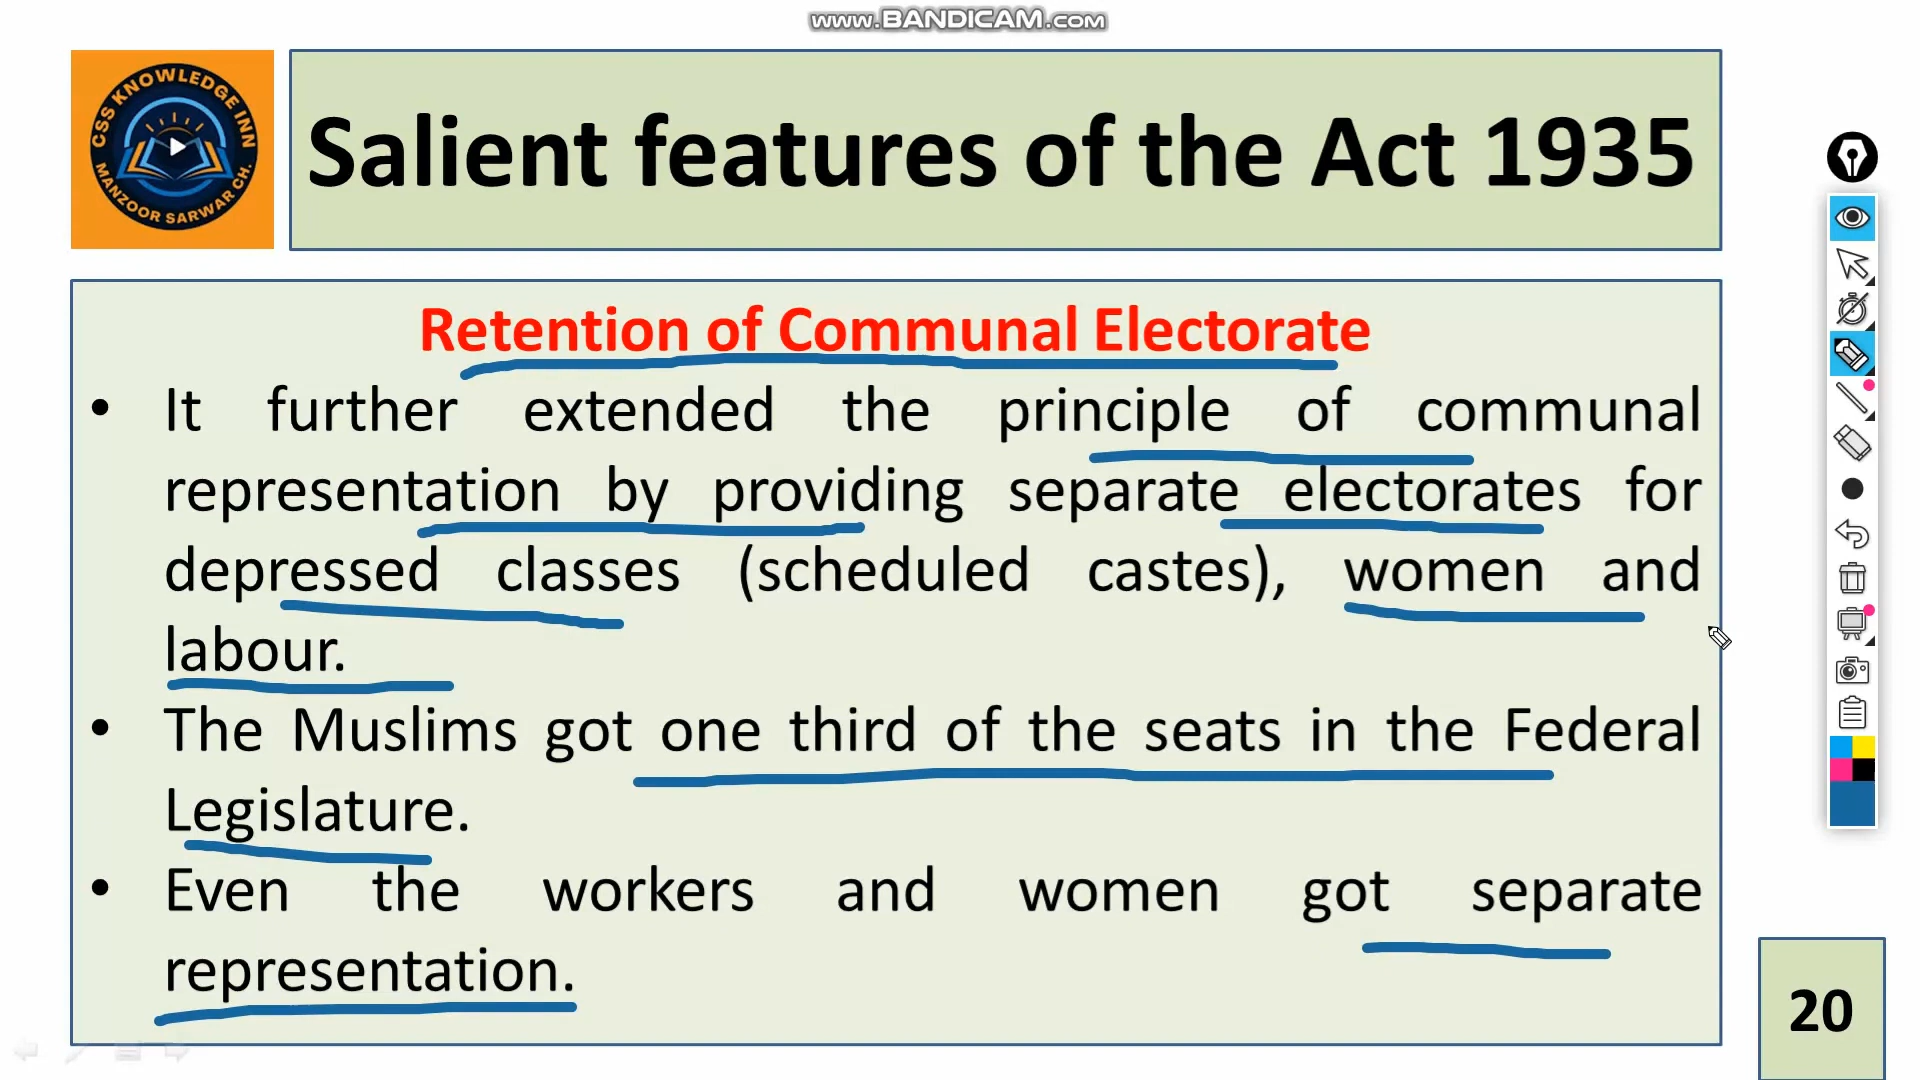 www.BANDICAM.com
CSS KNOWLEDGE INN
MANZOOR SARWAR CH.
Salient features of the Act 1935
Retention of Communal Electorate
• It further extended the principle of communal
representation by providing separate electorates for
depressed classes (scheduled castes), women and
labour.
• The Muslims got one third of the seats in the Federal
Legislature.
• Even the workers and women got separate
representation.
20